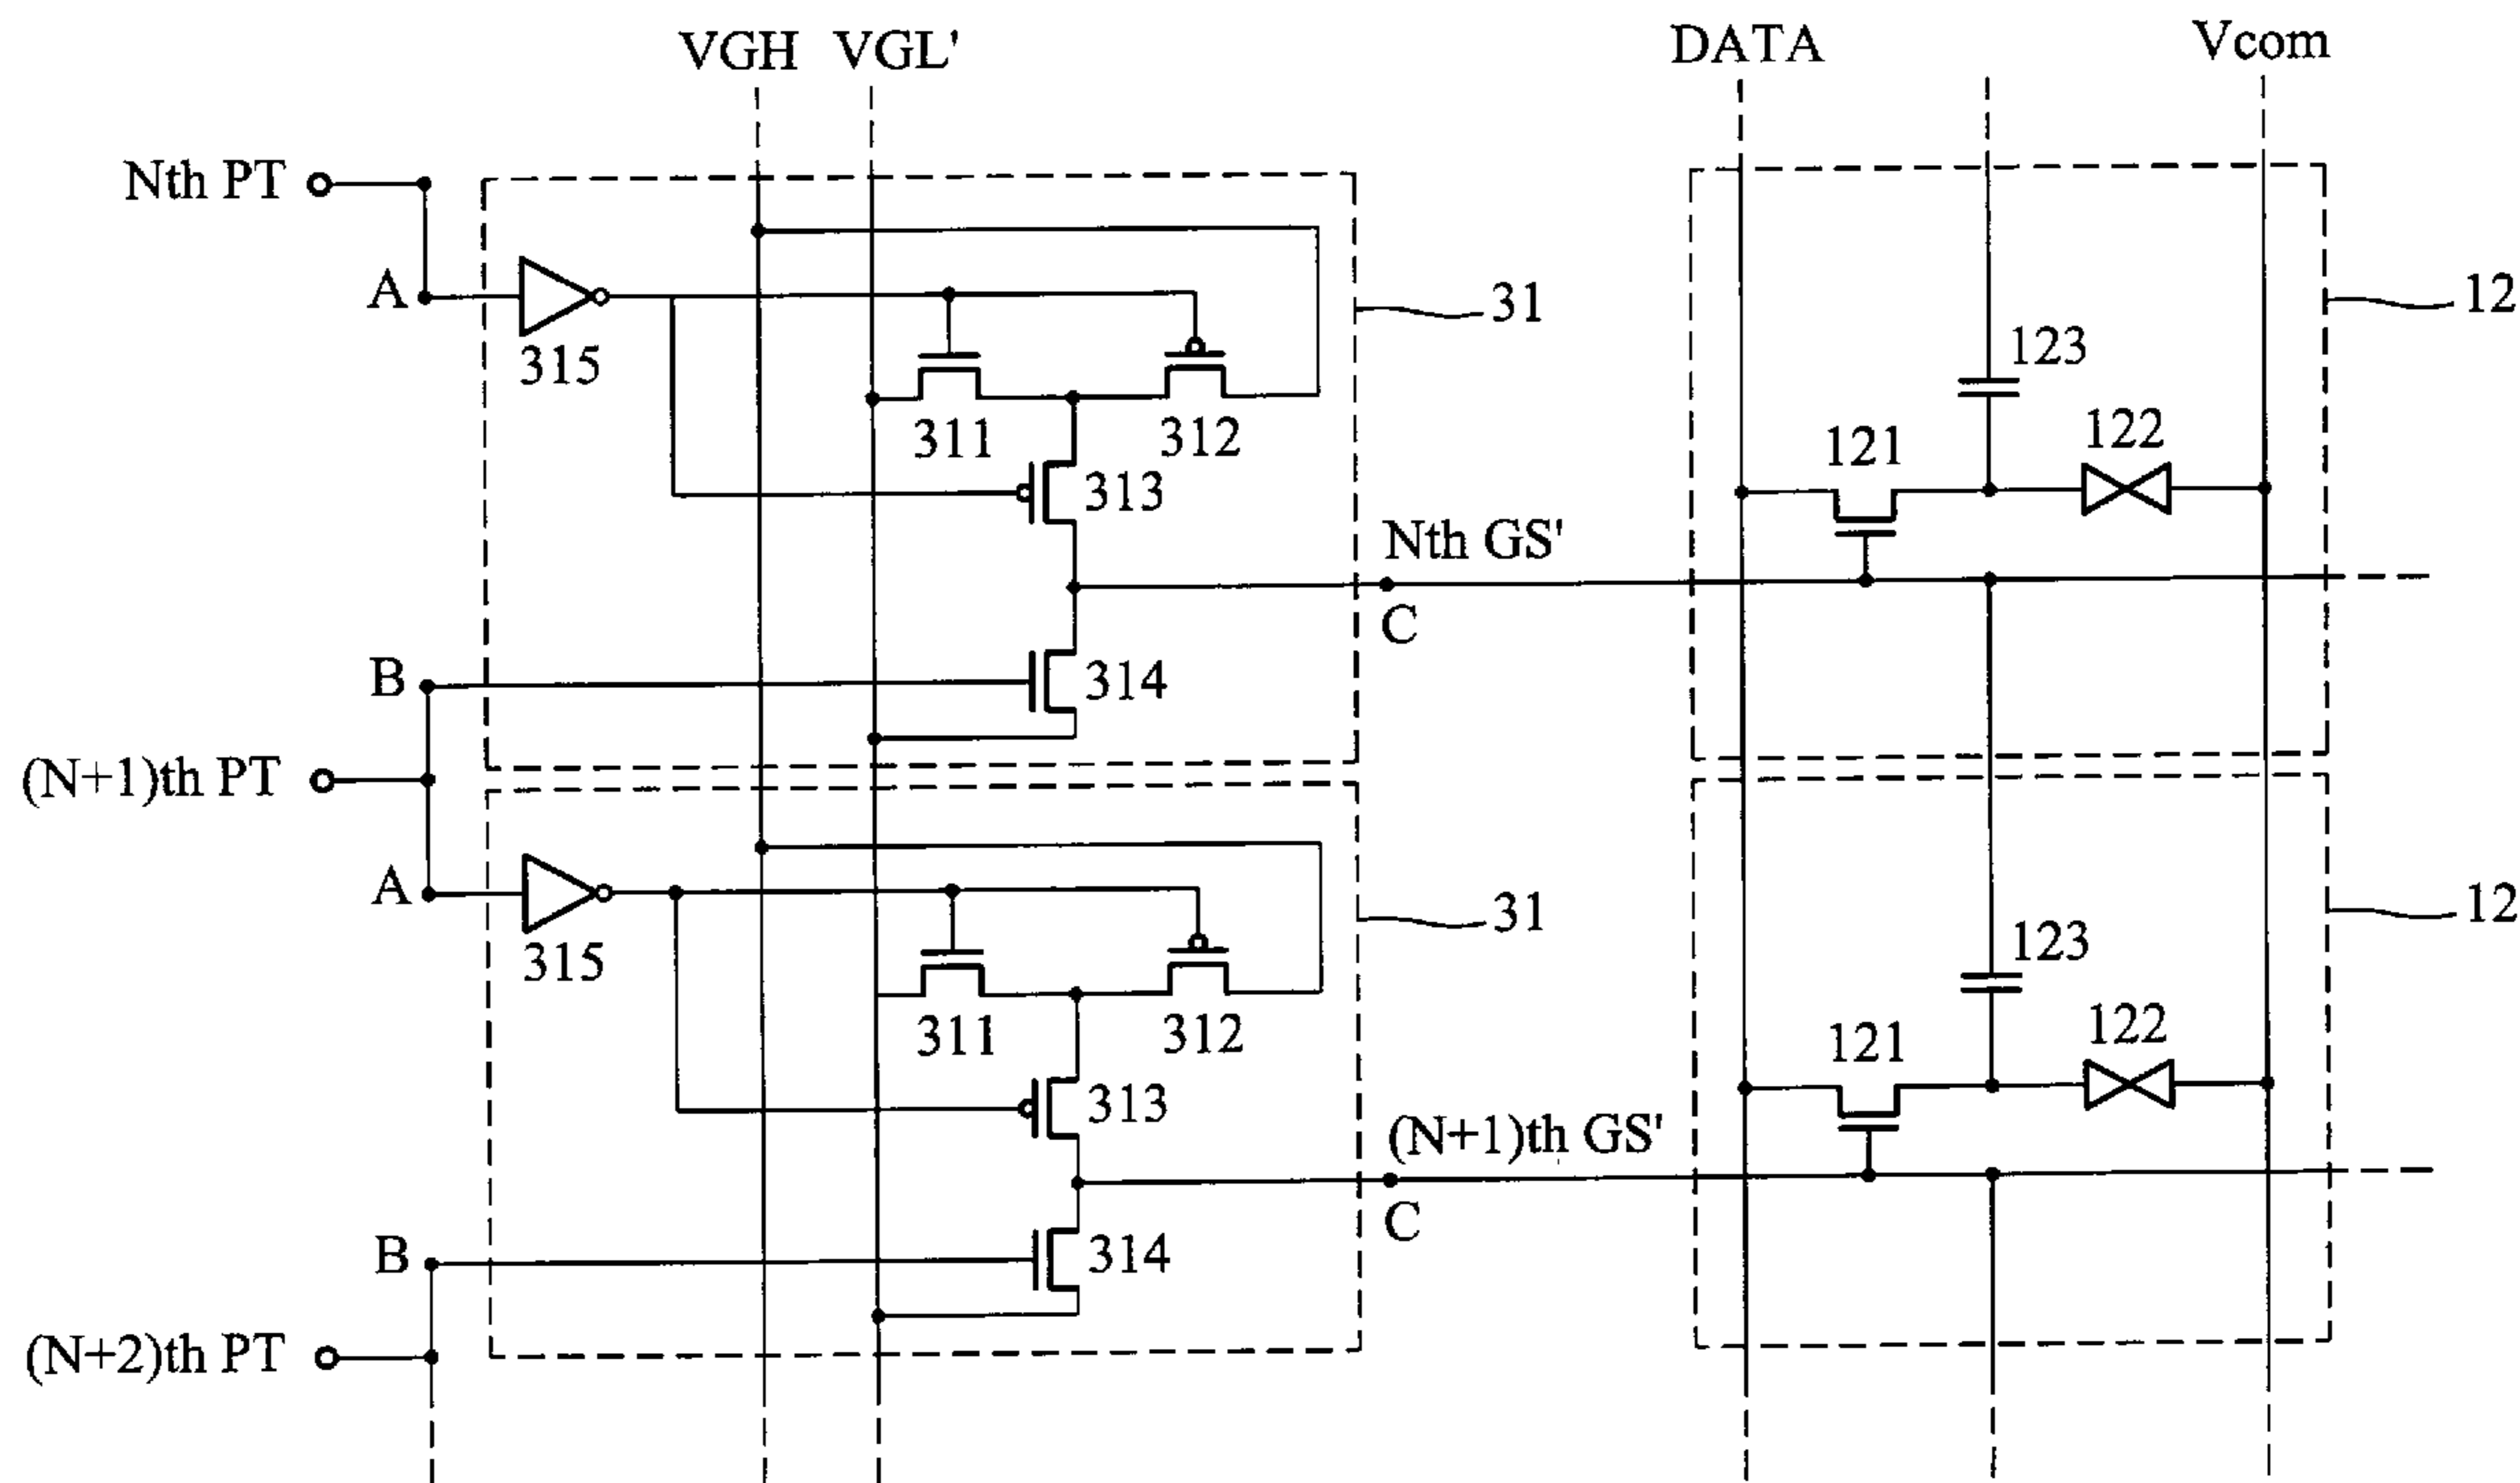 VGH VGL' DATA Vcom
Nth PT
A
315
311
312
31
12
123
121
122
313
Nth GS'
C
B
314
(N+1)th PT
A
315
311
312
31
12
123
121
122
313
(N+1)th GS'
C
B
314
(N+2)th PT